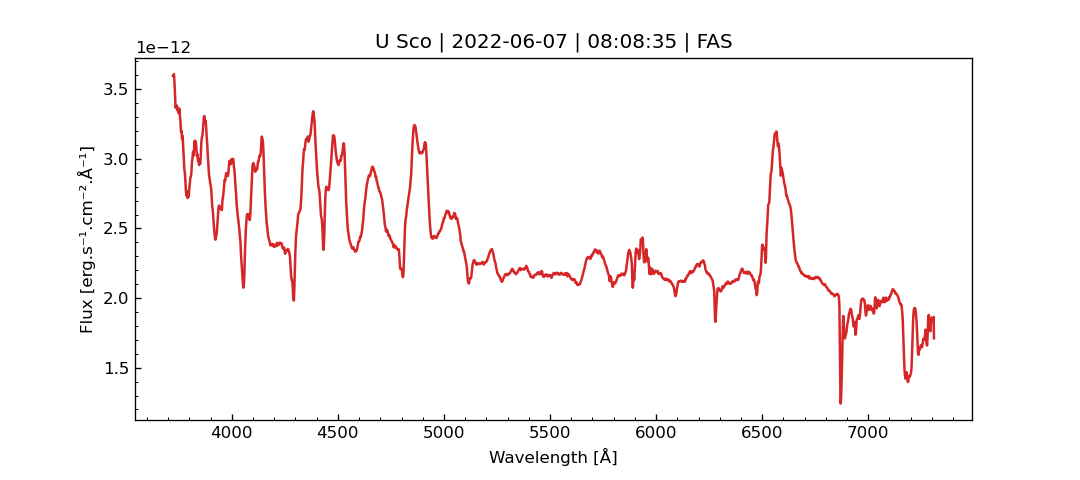 U Sco | 2022-06-07 | 08:08:35 | FAS
1e−12
3.5
3.0
2.5
2.0
1.5
Flux [erg.s⁻¹.cm⁻².Å⁻¹]
4000 4500 5000 5500 6000 6500 7000
Wavelength [Å]